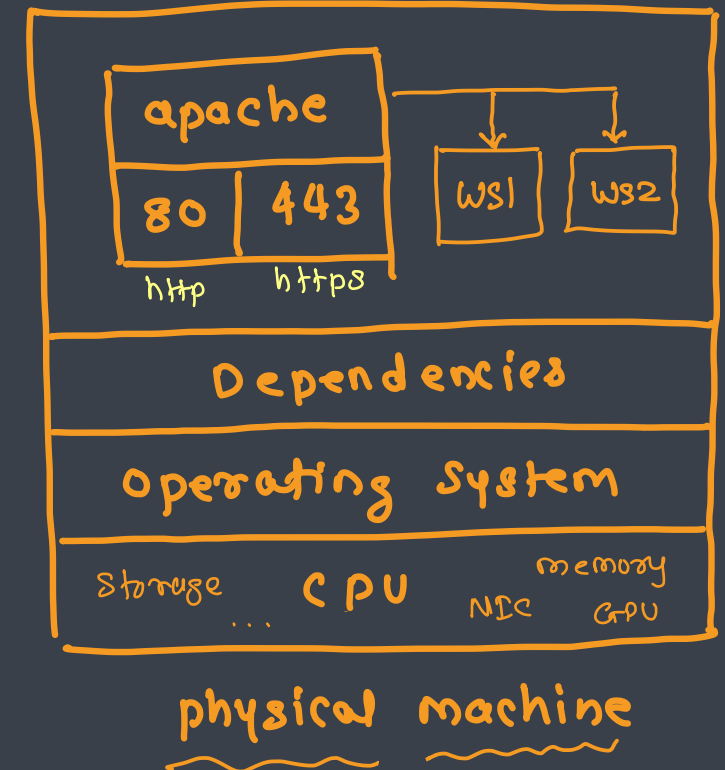 apache
80 443
http https
WS1 WS2
Dependencies
Operating System
Storage ... CPU NIC memory GPU
physical machine